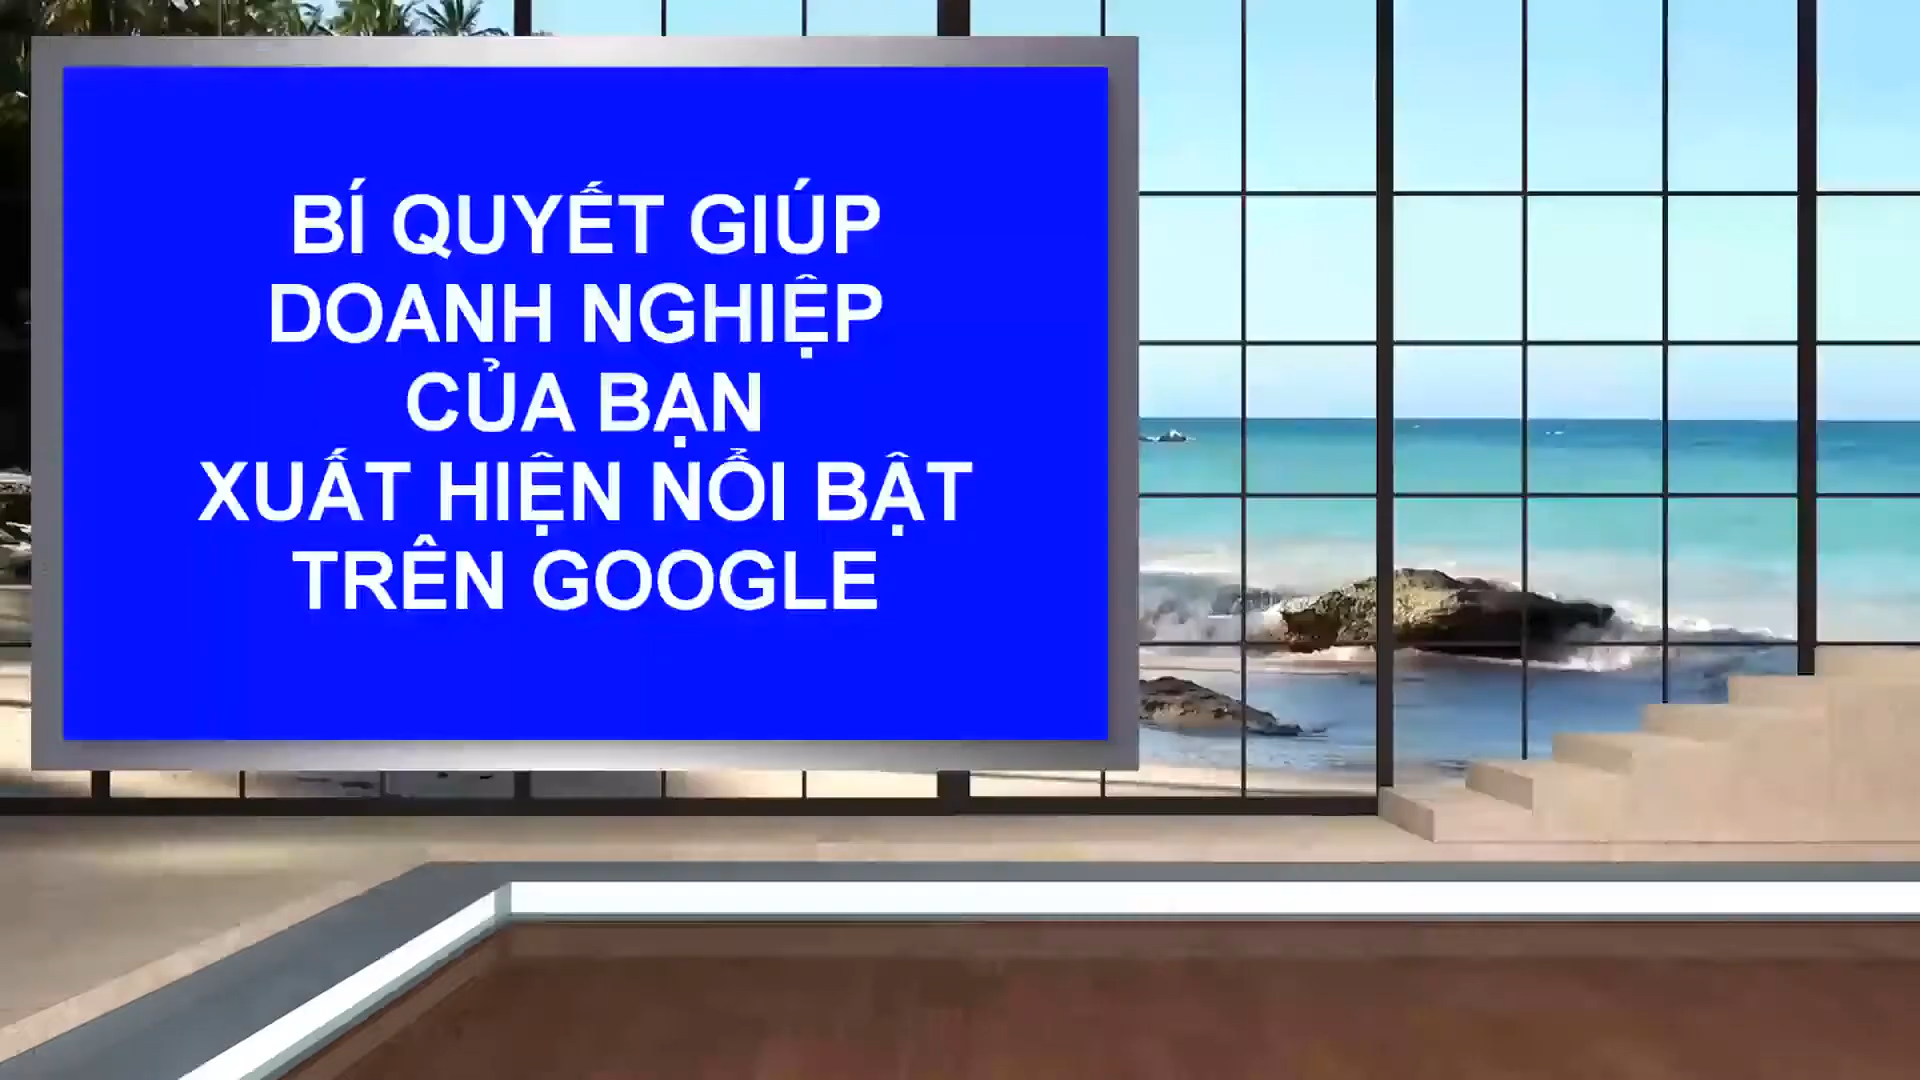 BÍ QUYẾT GIÚP
DOANH NGHIỆP
CỦA BẠN
XUẤT HIỆN NỔI BẬT
TRÊN GOOGLE